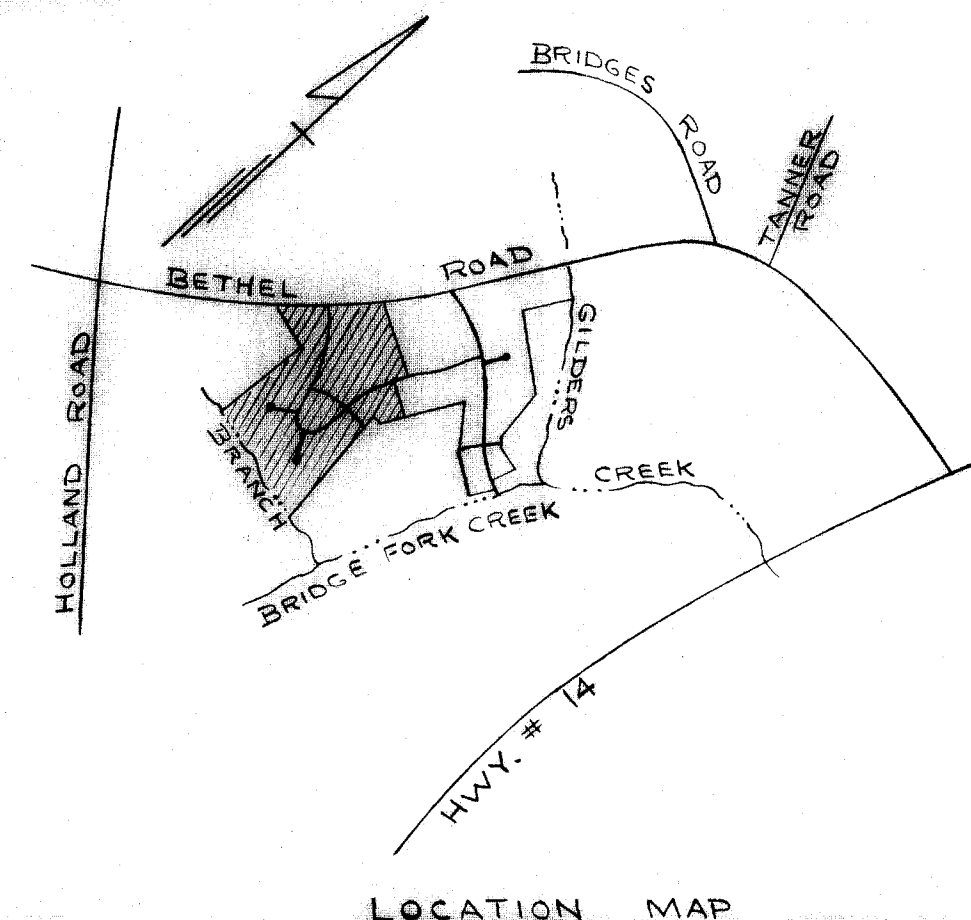 BRIDGES ROAD
TANNER
ROAD
BETHEL ROAD
HOLLAND ROAD
GILDERS
CREEK
BRANCH
BRIDGE FORK CREEK
HWY. # 14
LOCATION MAP